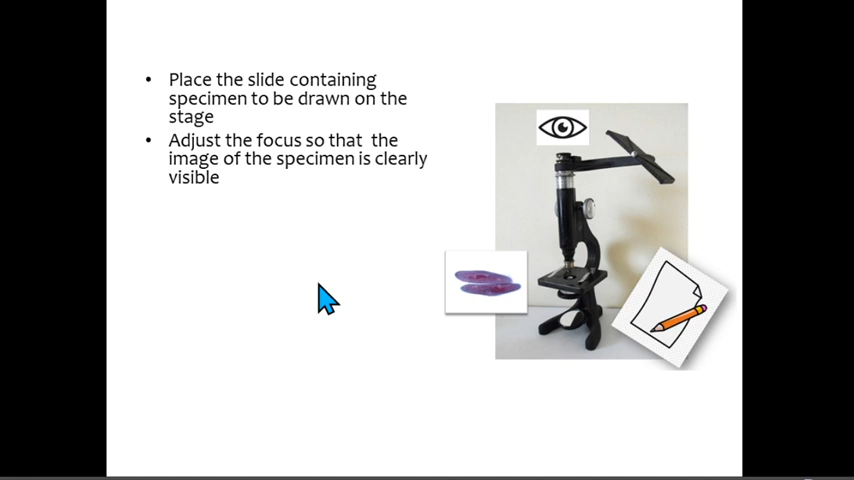 • Place the slide containing
specimen to be drawn on the
stage
• Adjust the focus so that  the
image of the specimen is clearly
visible